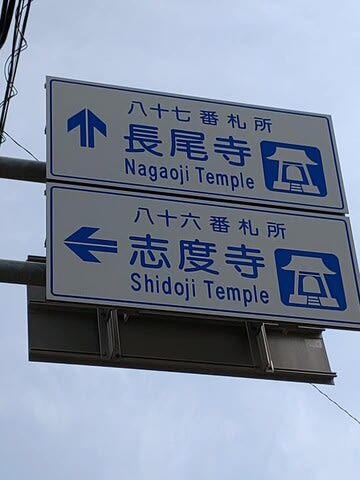 八十七番札所
長尾寺
Nagaoji Temple
八十六番札所
志度寺
Shidoji Temple